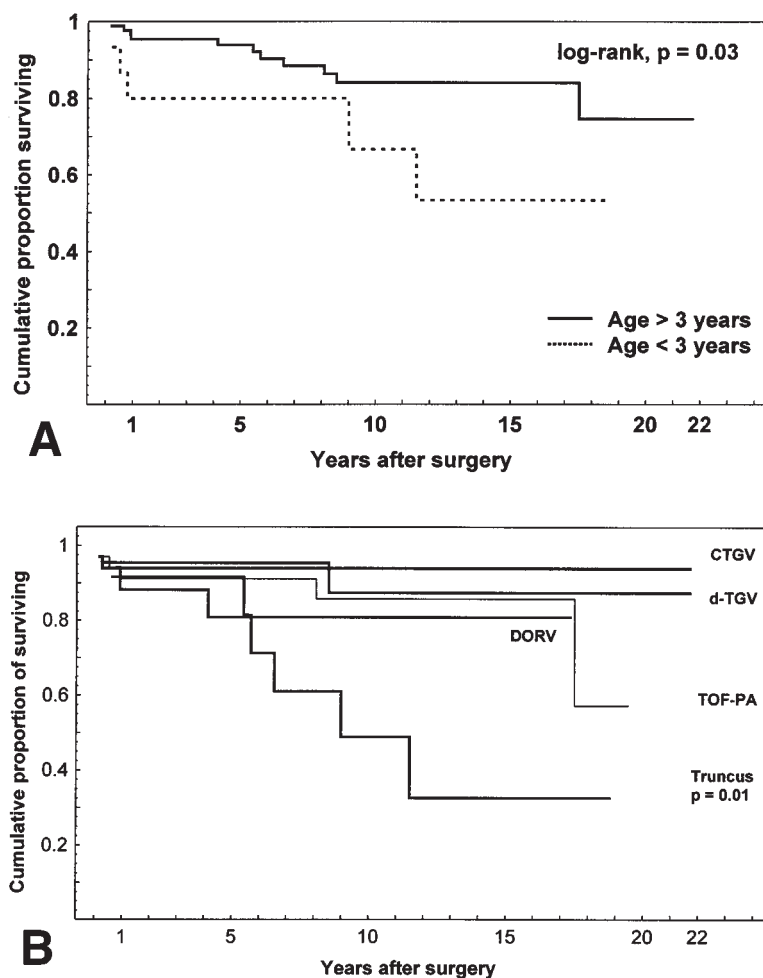 1
log-rank, p = 0.03
0.8
0.6
0.4
0.2
Cumulative proportion surviving
Age > 3 years
Age < 3 years
1 5 10 15 20 22
Years after surgery
A
1
CTGV
d-TGV
0.8
DORV
0.6
TOF-PA
0.4
Truncus
p = 0.01
0.2
Cumulative proportion of surviving
1 5 10 15 20 22
Years after surgery
B